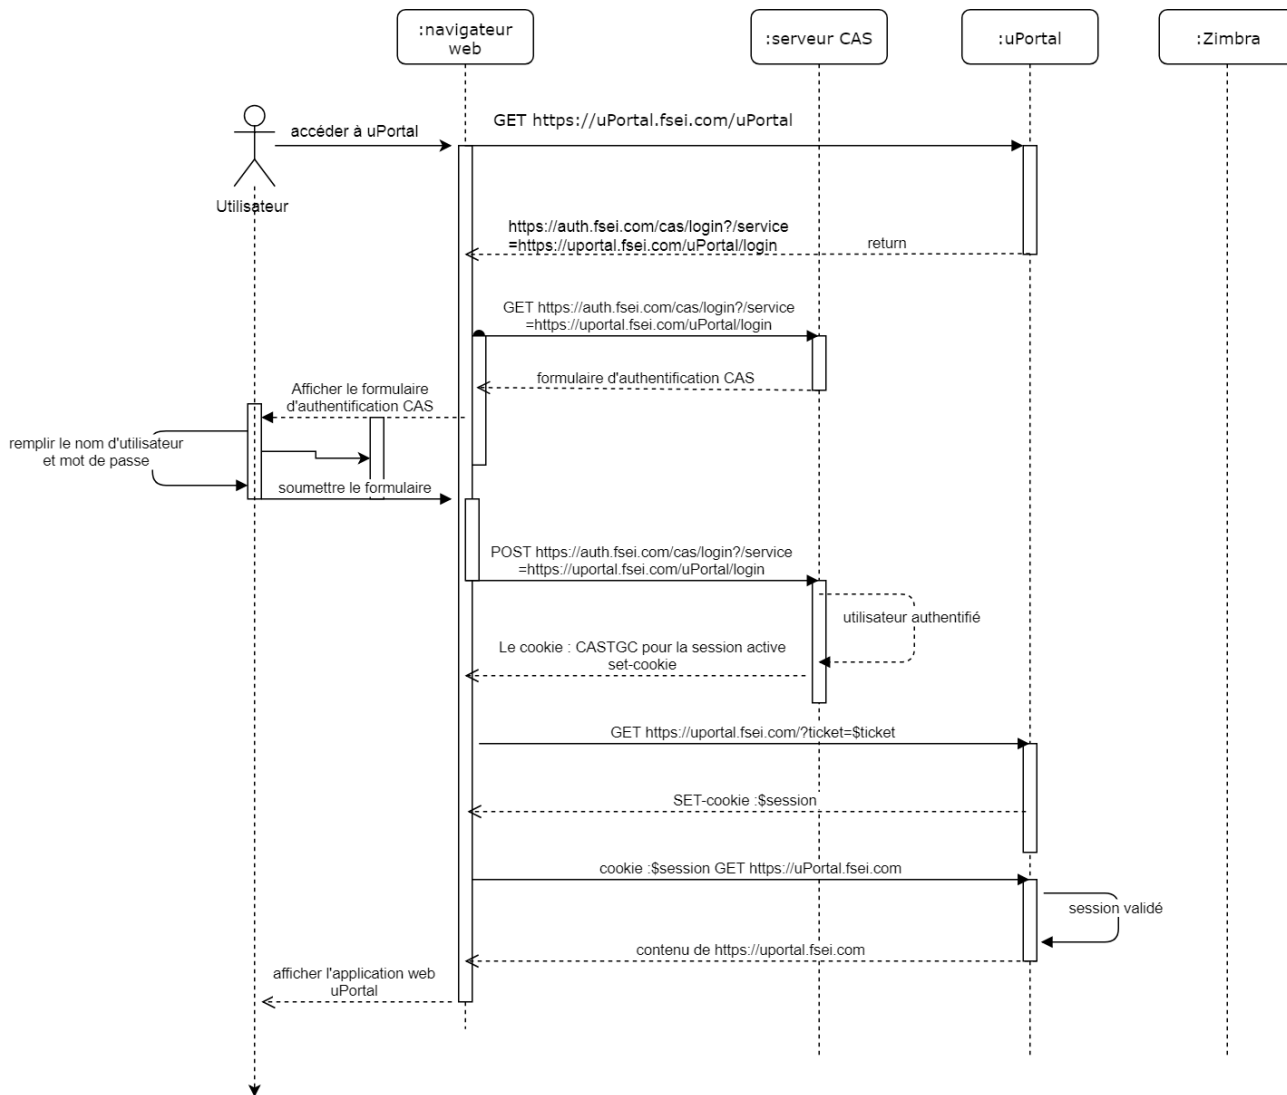 :navigateur
web
:serveur CAS
:uPortal
:Zimbra
accéder à uPortal
GET https://uPortal.fsei.com/uPortal
Utilisateur
https://auth.fsei.com/cas/login?/service
=https://uportal.fsei.com/uPortal/login
return
GET https://auth.fsei.com/cas/login?/service
=https://uportal.fsei.com/uPortal/login
formulaire d'authentification CAS
Afficher le formulaire
d'authentification CAS
remplir le nom d'utilisateur
et mot de passe
soumettre le formulaire
POST https://auth.fsei.com/cas/login?/service
=https://uportal.fsei.com/uPortal/login
utilisateur authentifié
Le cookie : CASTGC pour la session active
set-cookie
GET https://uportal.fsei.com/?ticket=$ticket
SET-cookie :$session
cookie :$session GET https://uPortal.fsei.com
session validé
contenu de https://uportal.fsei.com
afficher l'application web
uPortal